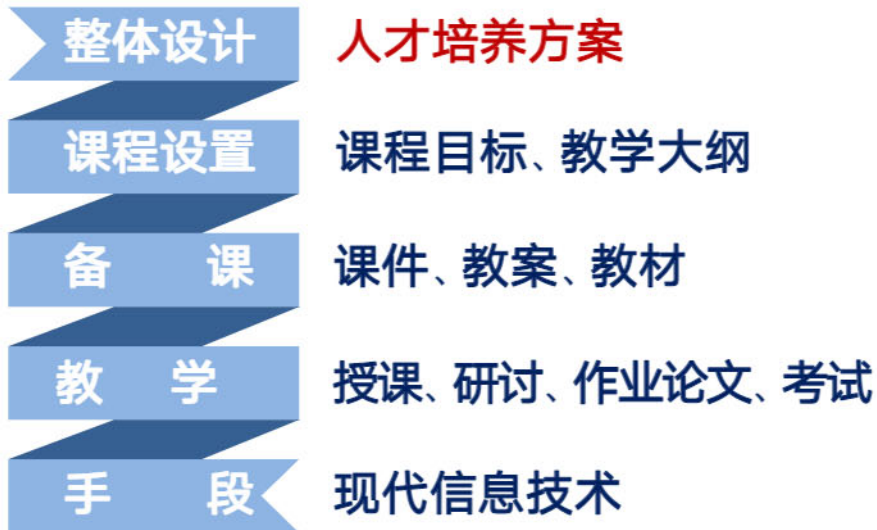 整体设计 人才培养方案
课程设置 课程目标、教学大纲
备 课 课件、教案、教材
教 学 授课、研讨、作业论文、考试
手 段 现代信息技术